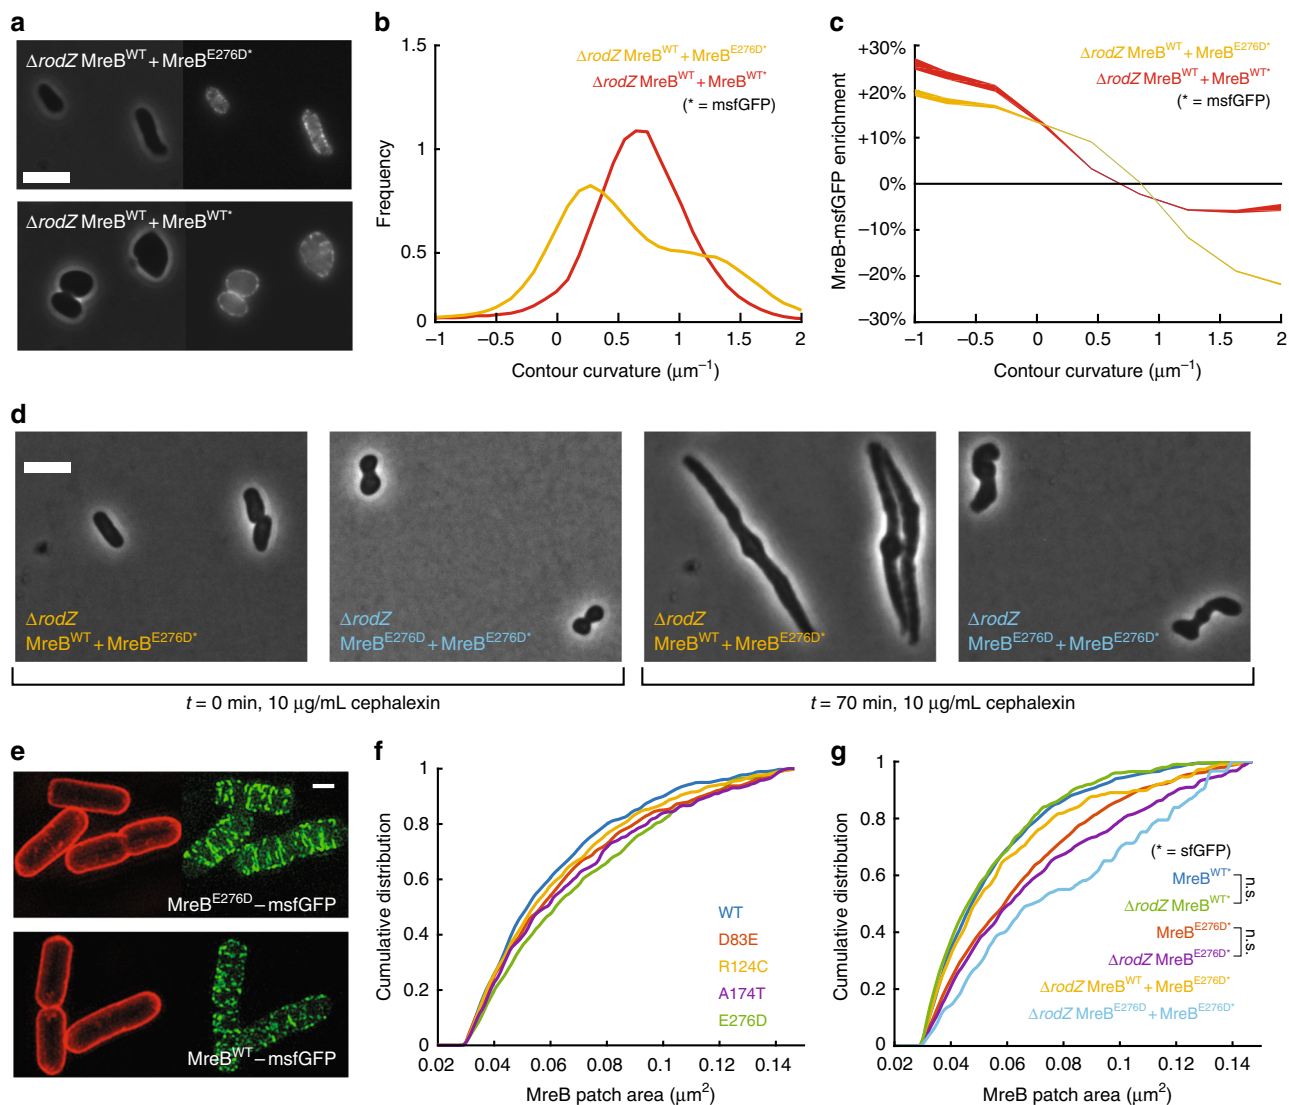 a
ΔrodZ MreB^WT + MreB^E276D*
ΔrodZ MreB^WT + MreB^WT*
b
1.5
1
0.5
0
Frequency
ΔrodZ MreB^WT + MreB^E276D*
ΔrodZ MreB^WT + MreB^WT*
(* = msfGFP)
−1 −0.5 0 0.5 1 1.5 2
Contour curvature (μm⁻¹)
c
+30%
+20%
+10%
0%
−10%
−20%
−30%
MreB-msfGFP enrichment
ΔrodZ MreB^WT + MreB^E276D*
ΔrodZ MreB^WT + MreB^WT*
(* = msfGFP)
−1 −0.5 0 0.5 1 1.5 2
Contour curvature (μm⁻¹)
d
ΔrodZ
MreB^WT + MreB^E276D*
ΔrodZ
MreB^E276D + MreB^E276D*
ΔrodZ
MreB^WT + MreB^E276D*
ΔrodZ
MreB^E276D + MreB^E276D*
t = 0 min, 10 μg/mL cephalexin
t = 70 min, 10 μg/mL cephalexin
e
MreB^E276D – msfGFP
MreB^WT – msfGFP
f
1
0.8
0.6
0.4
0.2
0
Cumulative distribution
WT
D83E
R124C
A174T
E276D
0.02 0.04 0.06 0.08 0.1 0.12 0.14
MreB patch area (μm²)
g
1
0.8
0.6
0.4
0.2
0
Cumulative distribution
(* = sfGFP)
MreB^WT*
ΔrodZ MreB^WT*
n.s.
MreB^E276D*
ΔrodZ MreB^E276D*
n.s.
ΔrodZ MreB^WT + MreB^E276D*
ΔrodZ MreB^E276D + MreB^E276D*
0.02 0.04 0.06 0.08 0.1 0.12 0.14
MreB patch area (μm²)